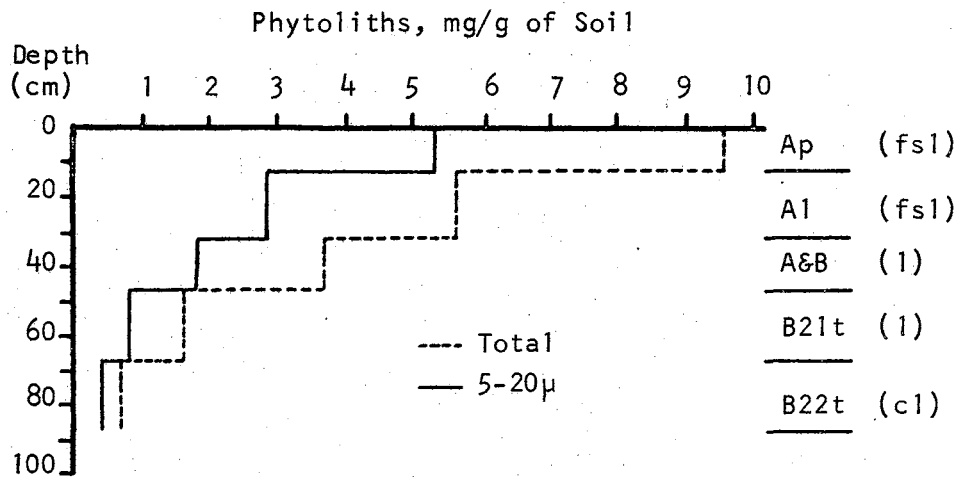 Phytoliths, mg/g of Soil
Depth
(cm) 1 2 3 4 5 6 7 8 9 10
0
Ap (fsl)
20
A1 (fsl)
40
A&B (l)
60
B21t (l)
Total
5-20µ
80
B22t (cl)
100